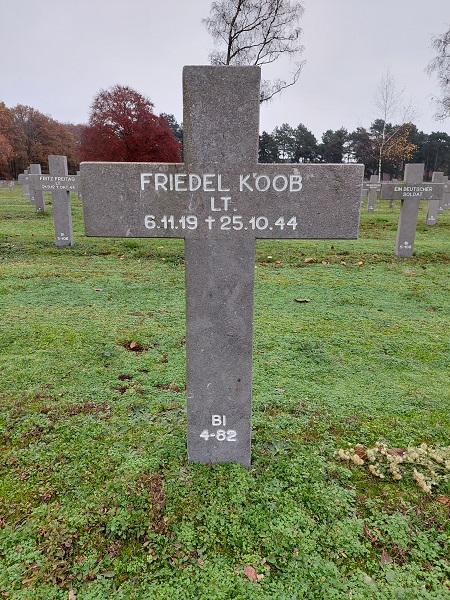 FRIEDEL KOOB
LT.
6.11.19 † 25.10.44
BI
4-82
FRITZ FREITAG
EIN DEUTSCHER
SOLDAT